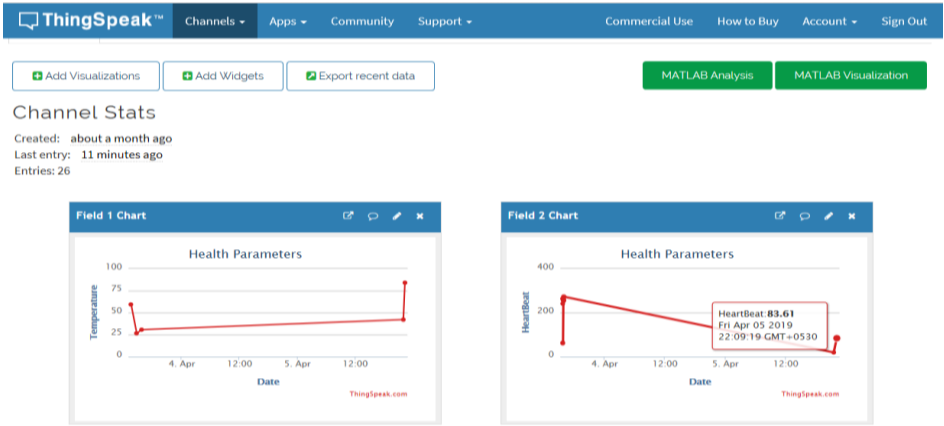 ThingSpeak™ Channels Apps Community Support Commercial Use How to Buy Account Sign Out
Add Visualizations Add Widgets Export recent data MATLAB Analysis MATLAB Visualization
Channel Stats
Created: about a month ago
Last entry: 11 minutes ago
Entries: 26
Field 1 Chart
Health Parameters
Temperature
100
75
50
25
0
4. Apr 12:00 5. Apr 12:00
Date
ThingSpeak.com
Field 2 Chart
Health Parameters
HeartBeat
400
200
0
HeartBeat:83.61
Fri Apr 05 2019
22:09:19 GMT+0530
4. Apr 12:00 5. Apr 12:00
Date
ThingSpeak.com